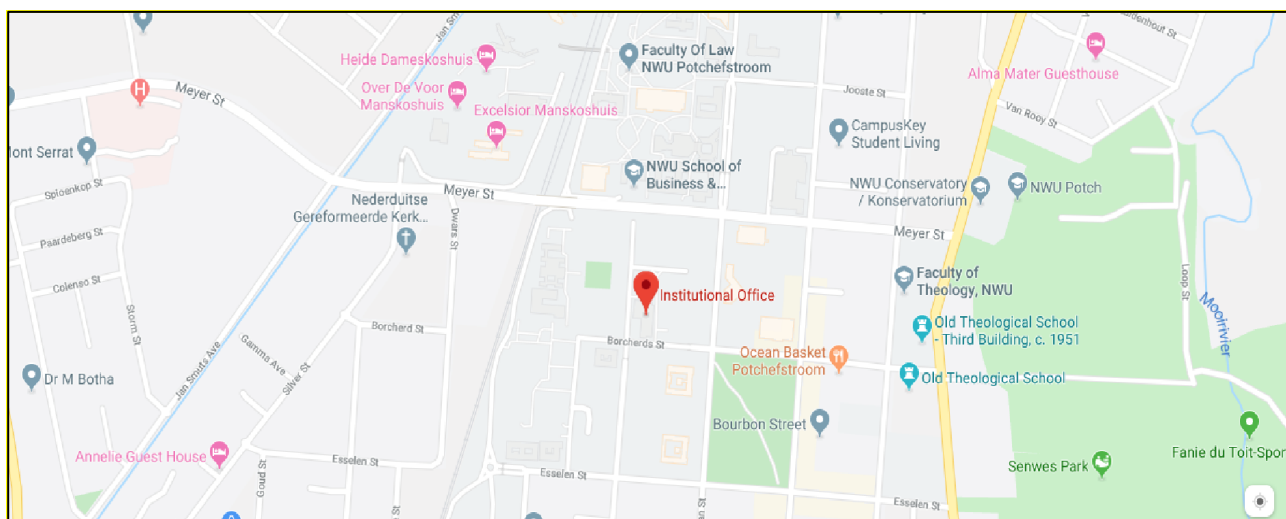 Jan Smuts
Faculty Of Law
NWU Potchefstroom
Heide Dameskoshuis
Over De Voor
Manskoshuis
Excelsior Manskoshuis
Alma Mater Guesthouse
Meyer St
H
Jooste St
Van Rooy St
CampusKey
Student Living
Mont Serrat
NWU School of
Business &...
NWU Conservatory
/ Konservatorium
NWU Potch
Spioenkop St
Nederduitse
Gereformeerde Kerk...
Meyer St
Dwars St
Meyer St
Paardeberg St
Colenso St
Storm St
Faculty of
Theology, NWU
Loop St
Mooirivier
Institutional Office
Borcherd St
Borcherds St
Old Theological School
- Third Building, c. 1951
Gamma Ave
Silver St
Jan Smuts Ave
Ocean Basket
Potchefstroom
Dr M Botha
Old Theological School
Bourbon Street
Annelie Guest House
Esselen St
Goud St
Esselen St
Esselen St
Senwes Park
Fanie du Toit-Spor